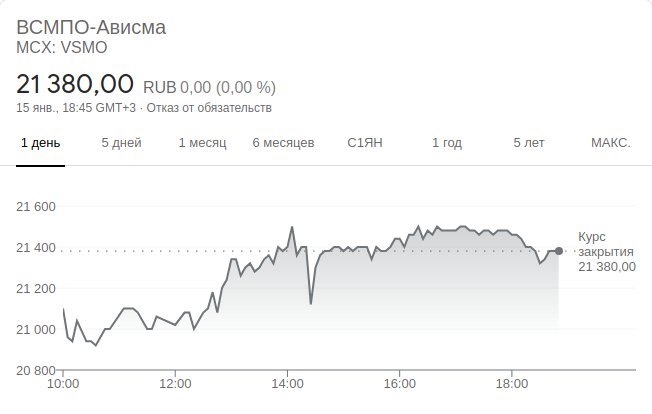 ВСМПО-Ависма
MCX: VSMO
21 380,00 RUB 0,00 (0,00 %)
15 янв., 18:45 GMT+3 · Отказ от обязательств
1 день 5 дней 1 месяц 6 месяцев С1ЯН 1 год 5 лет МАКС.
21 600
21 400
21 200
21 000
20 800
Курс
закрытия
21 380,00
10:00 12:00 14:00 16:00 18:00